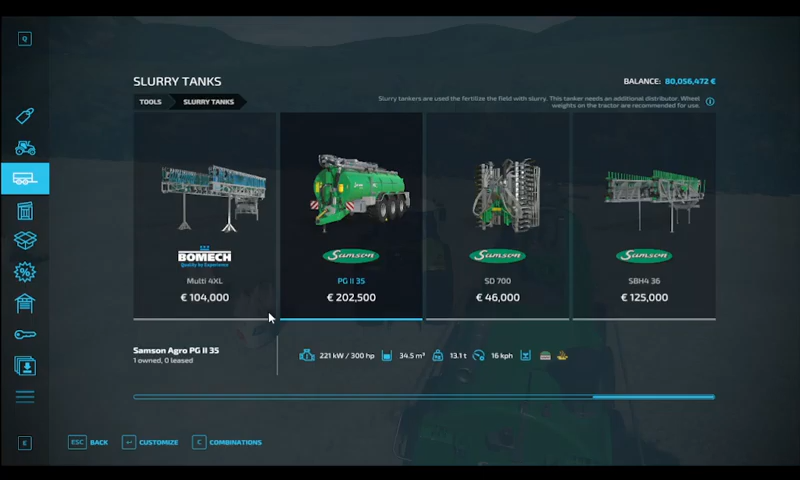 Q
SLURRY TANKS
BALANCE: 80,056,472 €
TOOLS
SLURRY TANKS
Slurry tankers are used the fertilize the field with slurry. This tanker needs an additional distributor. Wheel
weights on the tractor are recommended for use.
BOMECH
Quality by Experience
Multi 4XL
€ 104,000
Samson
PG II 35
€ 202,500
Samson
SD 700
€ 46,000
Samson
SBH4 36
€ 125,000
Samson Agro PG II 35
1 owned, 0 leased
221 kW / 300 hp
34.5 m³
13.1 t
16 kph
E
ESC BACK
CUSTOMIZE
C COMBINATIONS